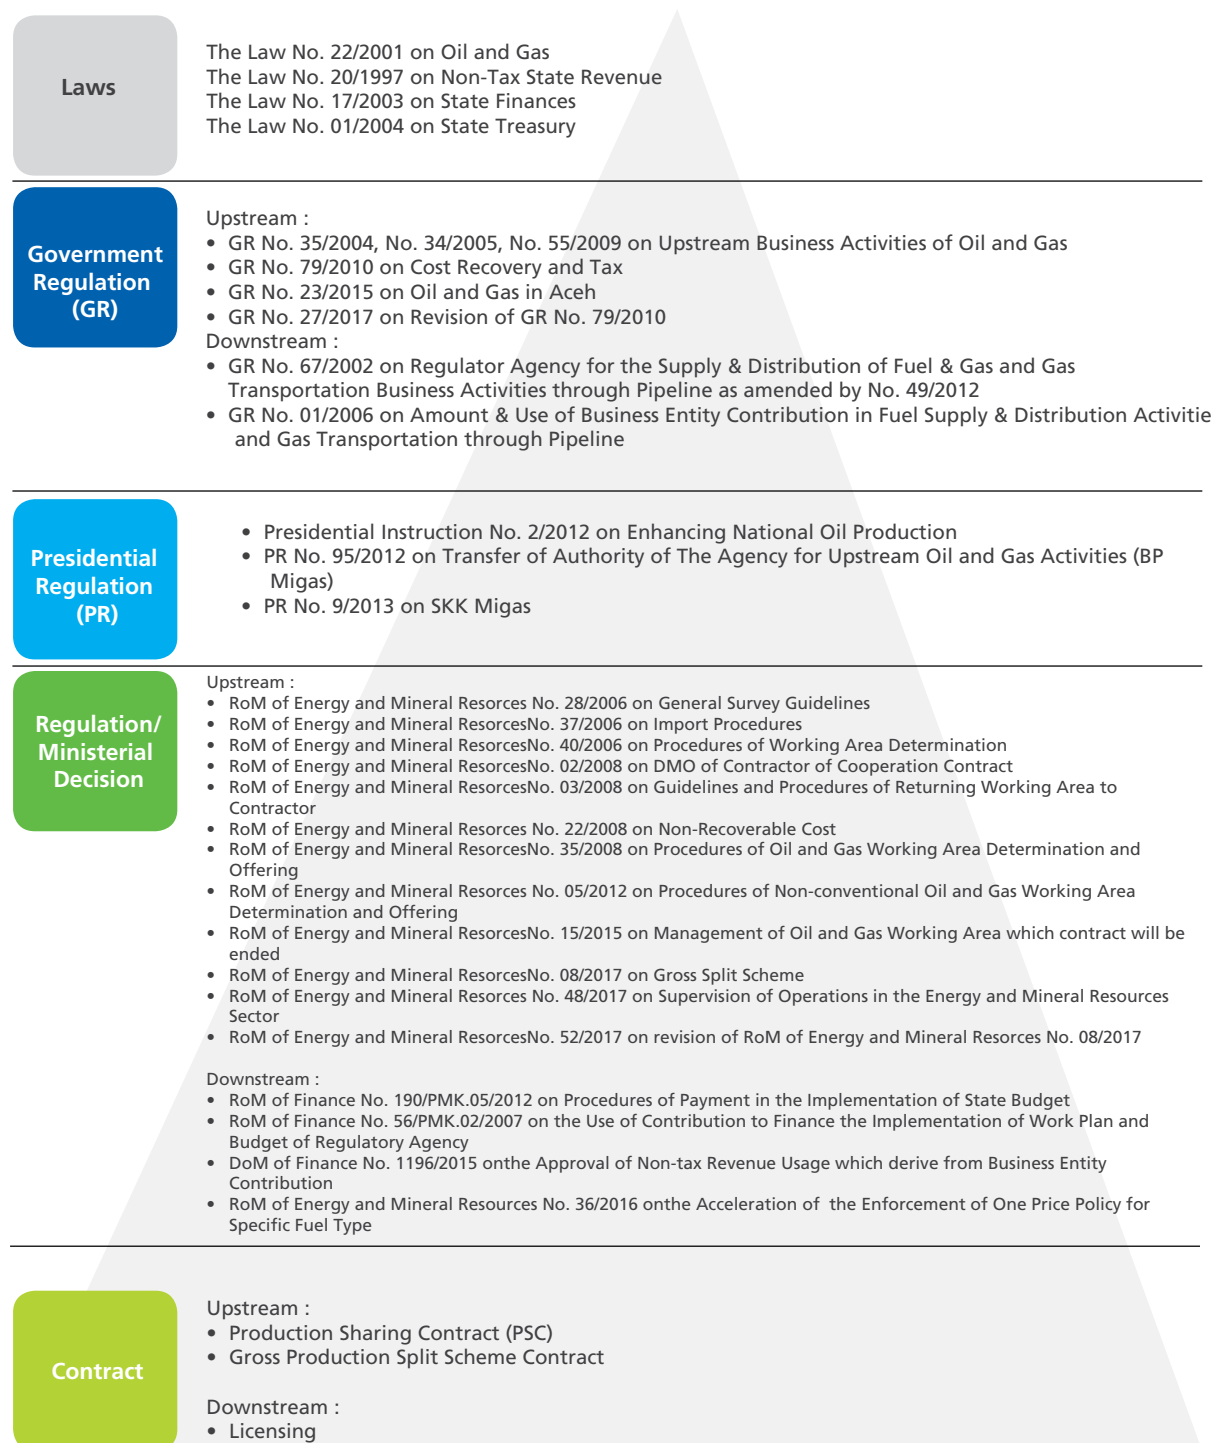 Laws
The Law No. 22/2001 on Oil and Gas
The Law No. 20/1997 on Non-Tax State Revenue
The Law No. 17/2003 on State Finances
The Law No. 01/2004 on State Treasury
Government
Regulation
(GR)
Upstream :
• GR No. 35/2004, No. 34/2005, No. 55/2009 on Upstream Business Activities of Oil and Gas
• GR No. 79/2010 on Cost Recovery and Tax
• GR No. 23/2015 on Oil and Gas in Aceh
• GR No. 27/2017 on Revision of GR No. 79/2010
Downstream :
• GR No. 67/2002 on Regulator Agency for the Supply & Distribution of Fuel & Gas and Gas
Transportation Business Activities through Pipeline as amended by No. 49/2012
• GR No. 01/2006 on Amount & Use of Business Entity Contribution in Fuel Supply & Distribution Activitie
and Gas Transportation through Pipeline
Presidential
Regulation
(PR)
• Presidential Instruction No. 2/2012 on Enhancing National Oil Production
• PR No. 95/2012 on Transfer of Authority of The Agency for Upstream Oil and Gas Activities (BP
Migas)
• PR No. 9/2013 on SKK Migas
Regulation/
Ministerial
Decision
Upstream :
• RoM of Energy and Mineral Resorces No. 28/2006 on General Survey Guidelines
• RoM of Energy and Mineral ResorcesNo. 37/2006 on Import Procedures
• RoM of Energy and Mineral ResorcesNo. 40/2006 on Procedures of Working Area Determination
• RoM of Energy and Mineral ResorcesNo. 02/2008 on DMO of Contractor of Cooperation Contract
• RoM of Energy and Mineral ResorcesNo. 03/2008 on Guidelines and Procedures of Returning Working Area to
Contractor
• RoM of Energy and Mineral Resorces No. 22/2008 on Non-Recoverable Cost
• RoM of Energy and Mineral ResorcesNo. 35/2008 on Procedures of Oil and Gas Working Area Determination and
Offering
• RoM of Energy and Mineral Resorces No. 05/2012 on Procedures of Non-conventional Oil and Gas Working Area
Determination and Offering
• RoM of Energy and Mineral ResorcesNo. 15/2015 on Management of Oil and Gas Working Area which contract will be
ended
• RoM of Energy and Mineral ResorcesNo. 08/2017 on Gross Split Scheme
• RoM of Energy and Mineral Resorces No. 48/2017 on Supervision of Operations in the Energy and Mineral Resources
Sector
• RoM of Energy and Mineral ResorcesNo. 52/2017 on revision of RoM of Energy and Mineral Resorces No. 08/2017
Downstream :
• RoM of Finance No. 190/PMK.05/2012 on Procedures of Payment in the Implementation of State Budget
• RoM of Finance No. 56/PMK.02/2007 on the Use of Contribution to Finance the Implementation of Work Plan and
Budget of Regulatory Agency
• DoM of Finance No. 1196/2015 onthe Approval of Non-tax Revenue Usage which derive from Business Entity
Contribution
• RoM of Energy and Mineral Resources No. 36/2016 onthe Acceleration of the Enforcement of One Price Policy for
Specific Fuel Type
Contract
Upstream :
• Production Sharing Contract (PSC)
• Gross Production Split Scheme Contract
Downstream :
• Licensing